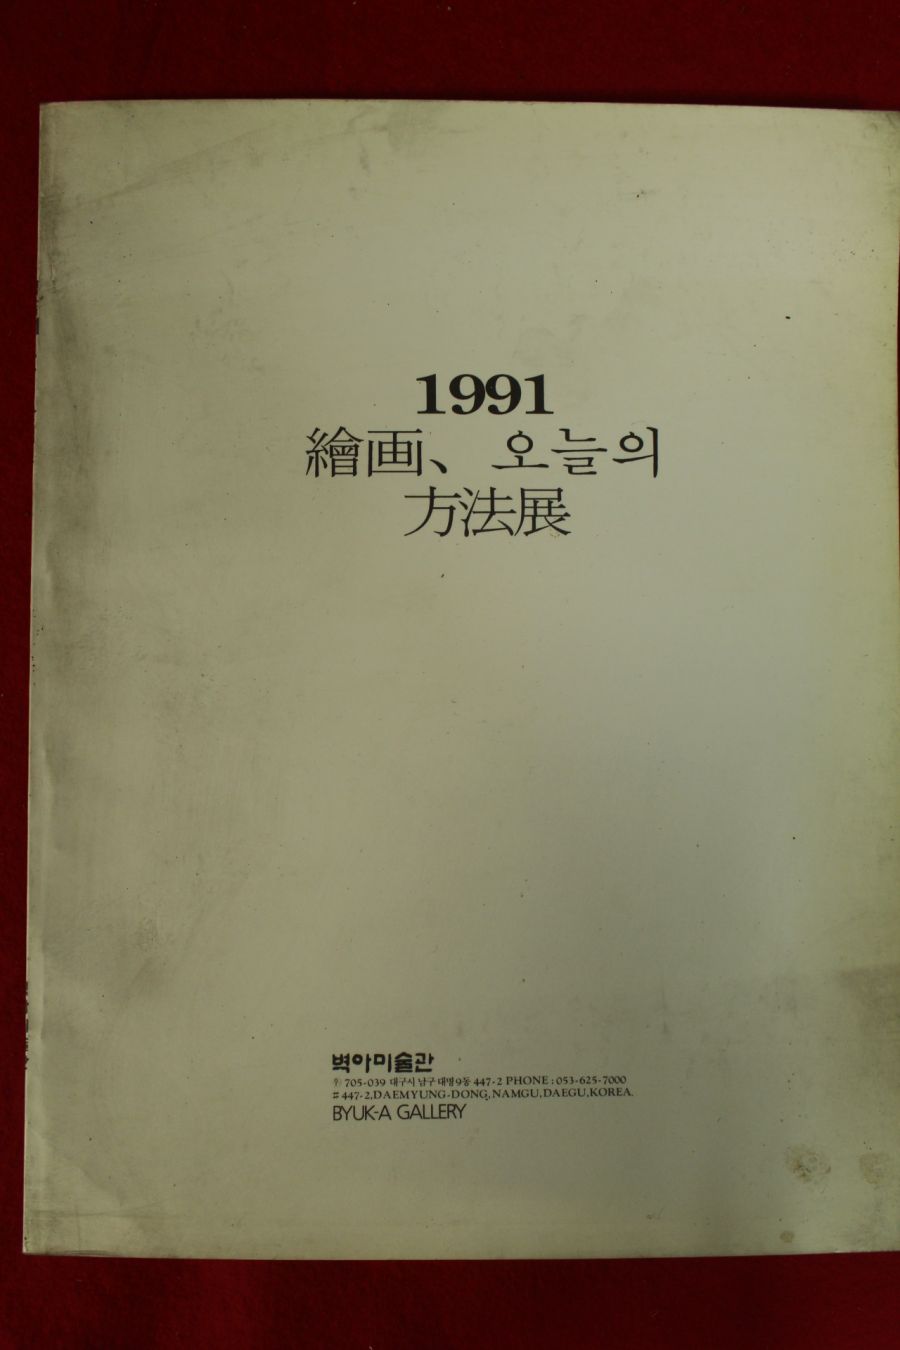 1991
繪画、 오늘의
方法展
벽아미술관
우) 705-039 대구시 남구 대명9동 447-2 PHONE : 053-625-7000
# 447-2,DAEMYUNG-DONG,NAMGU,DAEGU,KOREA.
BYUK-A GALLERY